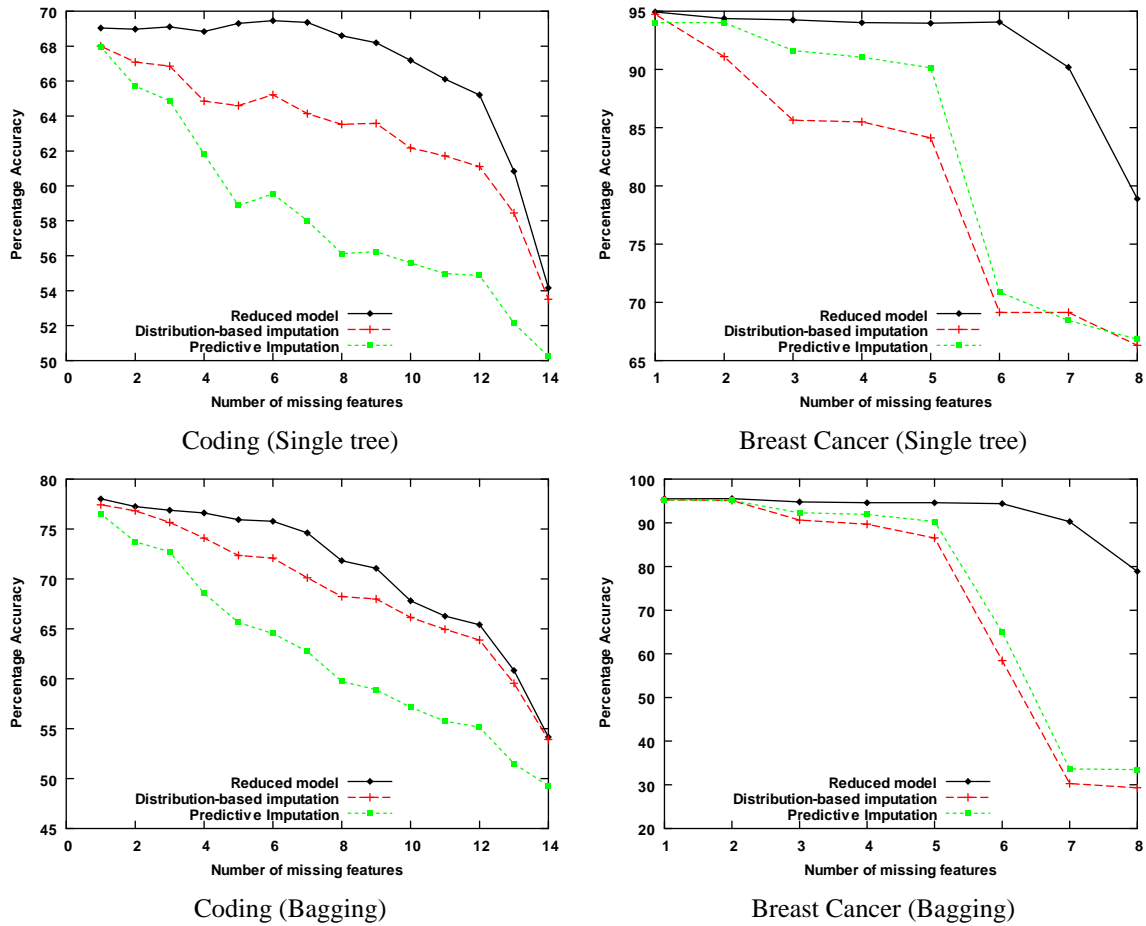 70
68
66
64
62
60
58
56
54
52
50
Percentage Accuracy
Reduced model
Distribution-based imputation
Predictive Imputation
0 2 4 6 8 10 12 14
Number of missing features
Coding (Single tree)
95
90
85
80
75
70
65
Percentage Accuracy
Reduced model
Distribution-based imputation
Predictive Imputation
1 2 3 4 5 6 7 8
Number of missing features
Breast Cancer (Single tree)
80
75
70
65
60
55
50
45
Percentage Accuracy
Reduced model
Distribution-based imputation
Predictive Imputation
0 2 4 6 8 10 12 14
Number of missing features
Coding (Bagging)
100
90
80
70
60
50
40
30
20
Percentage Accuracy
Reduced model
Distribution-based imputation
Predictive Imputation
1 2 3 4 5 6 7 8
Number of missing features
Breast Cancer (Bagging)